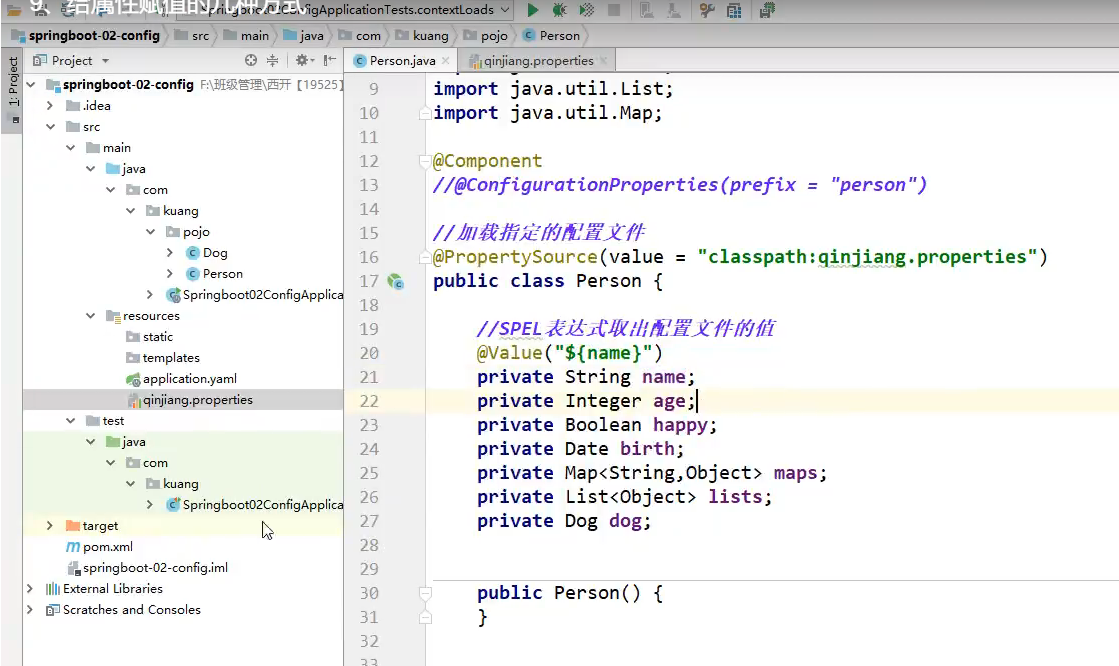 9、给属性赋值的几种方式
ConfigApplicationTests.contextLoads
springboot-02-config
src
main
java
com
kuang
pojo
Person
1: Project
Project
Person.java
qinjiang.properties
springboot-02-config F:\班级管理\西开【19525】
.idea
src
main
java
com
kuang
pojo
Dog
Person
Springboot02ConfigApplica
resources
static
templates
application.yaml
qinjiang.properties
test
java
com
kuang
Springboot02ConfigApplica
target
pom.xml
springboot-02-config.iml
External Libraries
Scratches and Consoles
9 import java.util.List;
10 import java.util.Map;
11
12 @Component
13 //@ConfigurationProperties(prefix = "person")
14
15 //加载指定的配置文件
16 @PropertySource(value = "classpath:qinjiang.properties")
17 public class Person {
18
19 //SPEL表达式取出配置文件的值
20 @Value("${name}")
21 private String name;
22 private Integer age;
23 private Boolean happy;
24 private Date birth;
25 private Map<String,Object> maps;
26 private List<Object> lists;
27 private Dog dog;
28
29
30 public Person() {
31 }
32
33